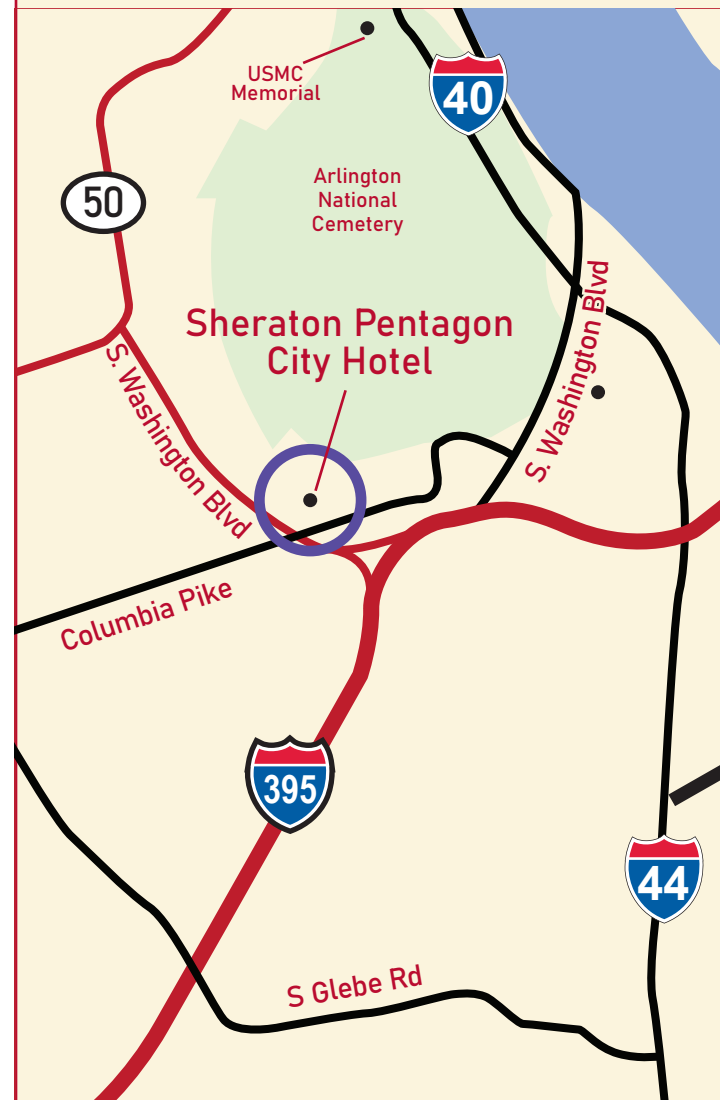 USMC
Memorial
40
Arlington
National
Cemetery
50
Sheraton Pentagon
City Hotel
S. Washington Blvd
S. Washington Blvd
Columbia Pike
395
44
S Glebe Rd